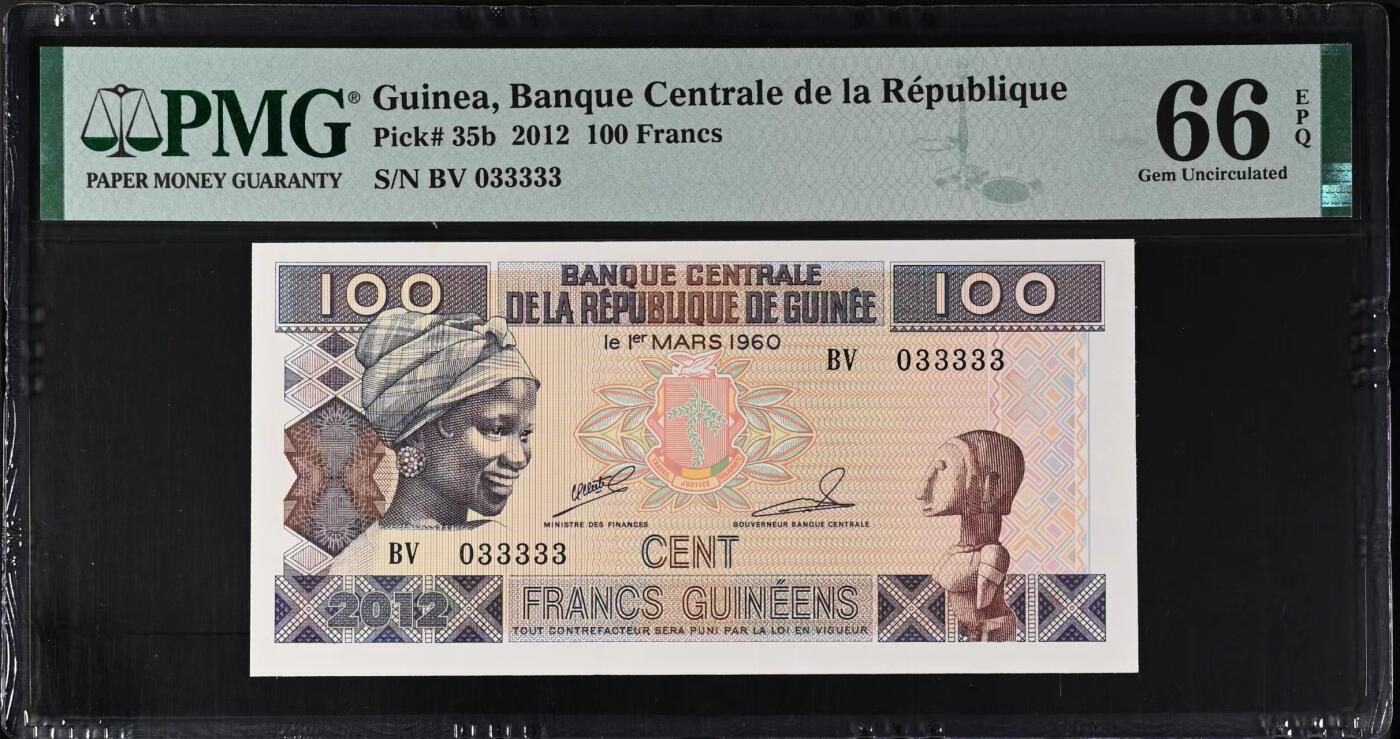 PMG®
PAPER MONEY GUARANTY
Guinea, Banque Centrale de la République
Pick# 35b 2012 100 Francs
S/N BV 033333
66
EPQ
Gem Uncirculated
100
BANQUE CENTRALE
DE LA RÉPUBLIQUE DE GUINÉE
100
le 1er MARS 1960
BV 033333
JUSTICE
MINISTRE DES FINANCES
GOUVERNEUR BANQUE CENTRALE
BV 033333
CENT
2012
FRANCS GUINÉENS
TOUT CONTREFACTEUR SERA PUNI PAR LA LOI EN VIGUEUR